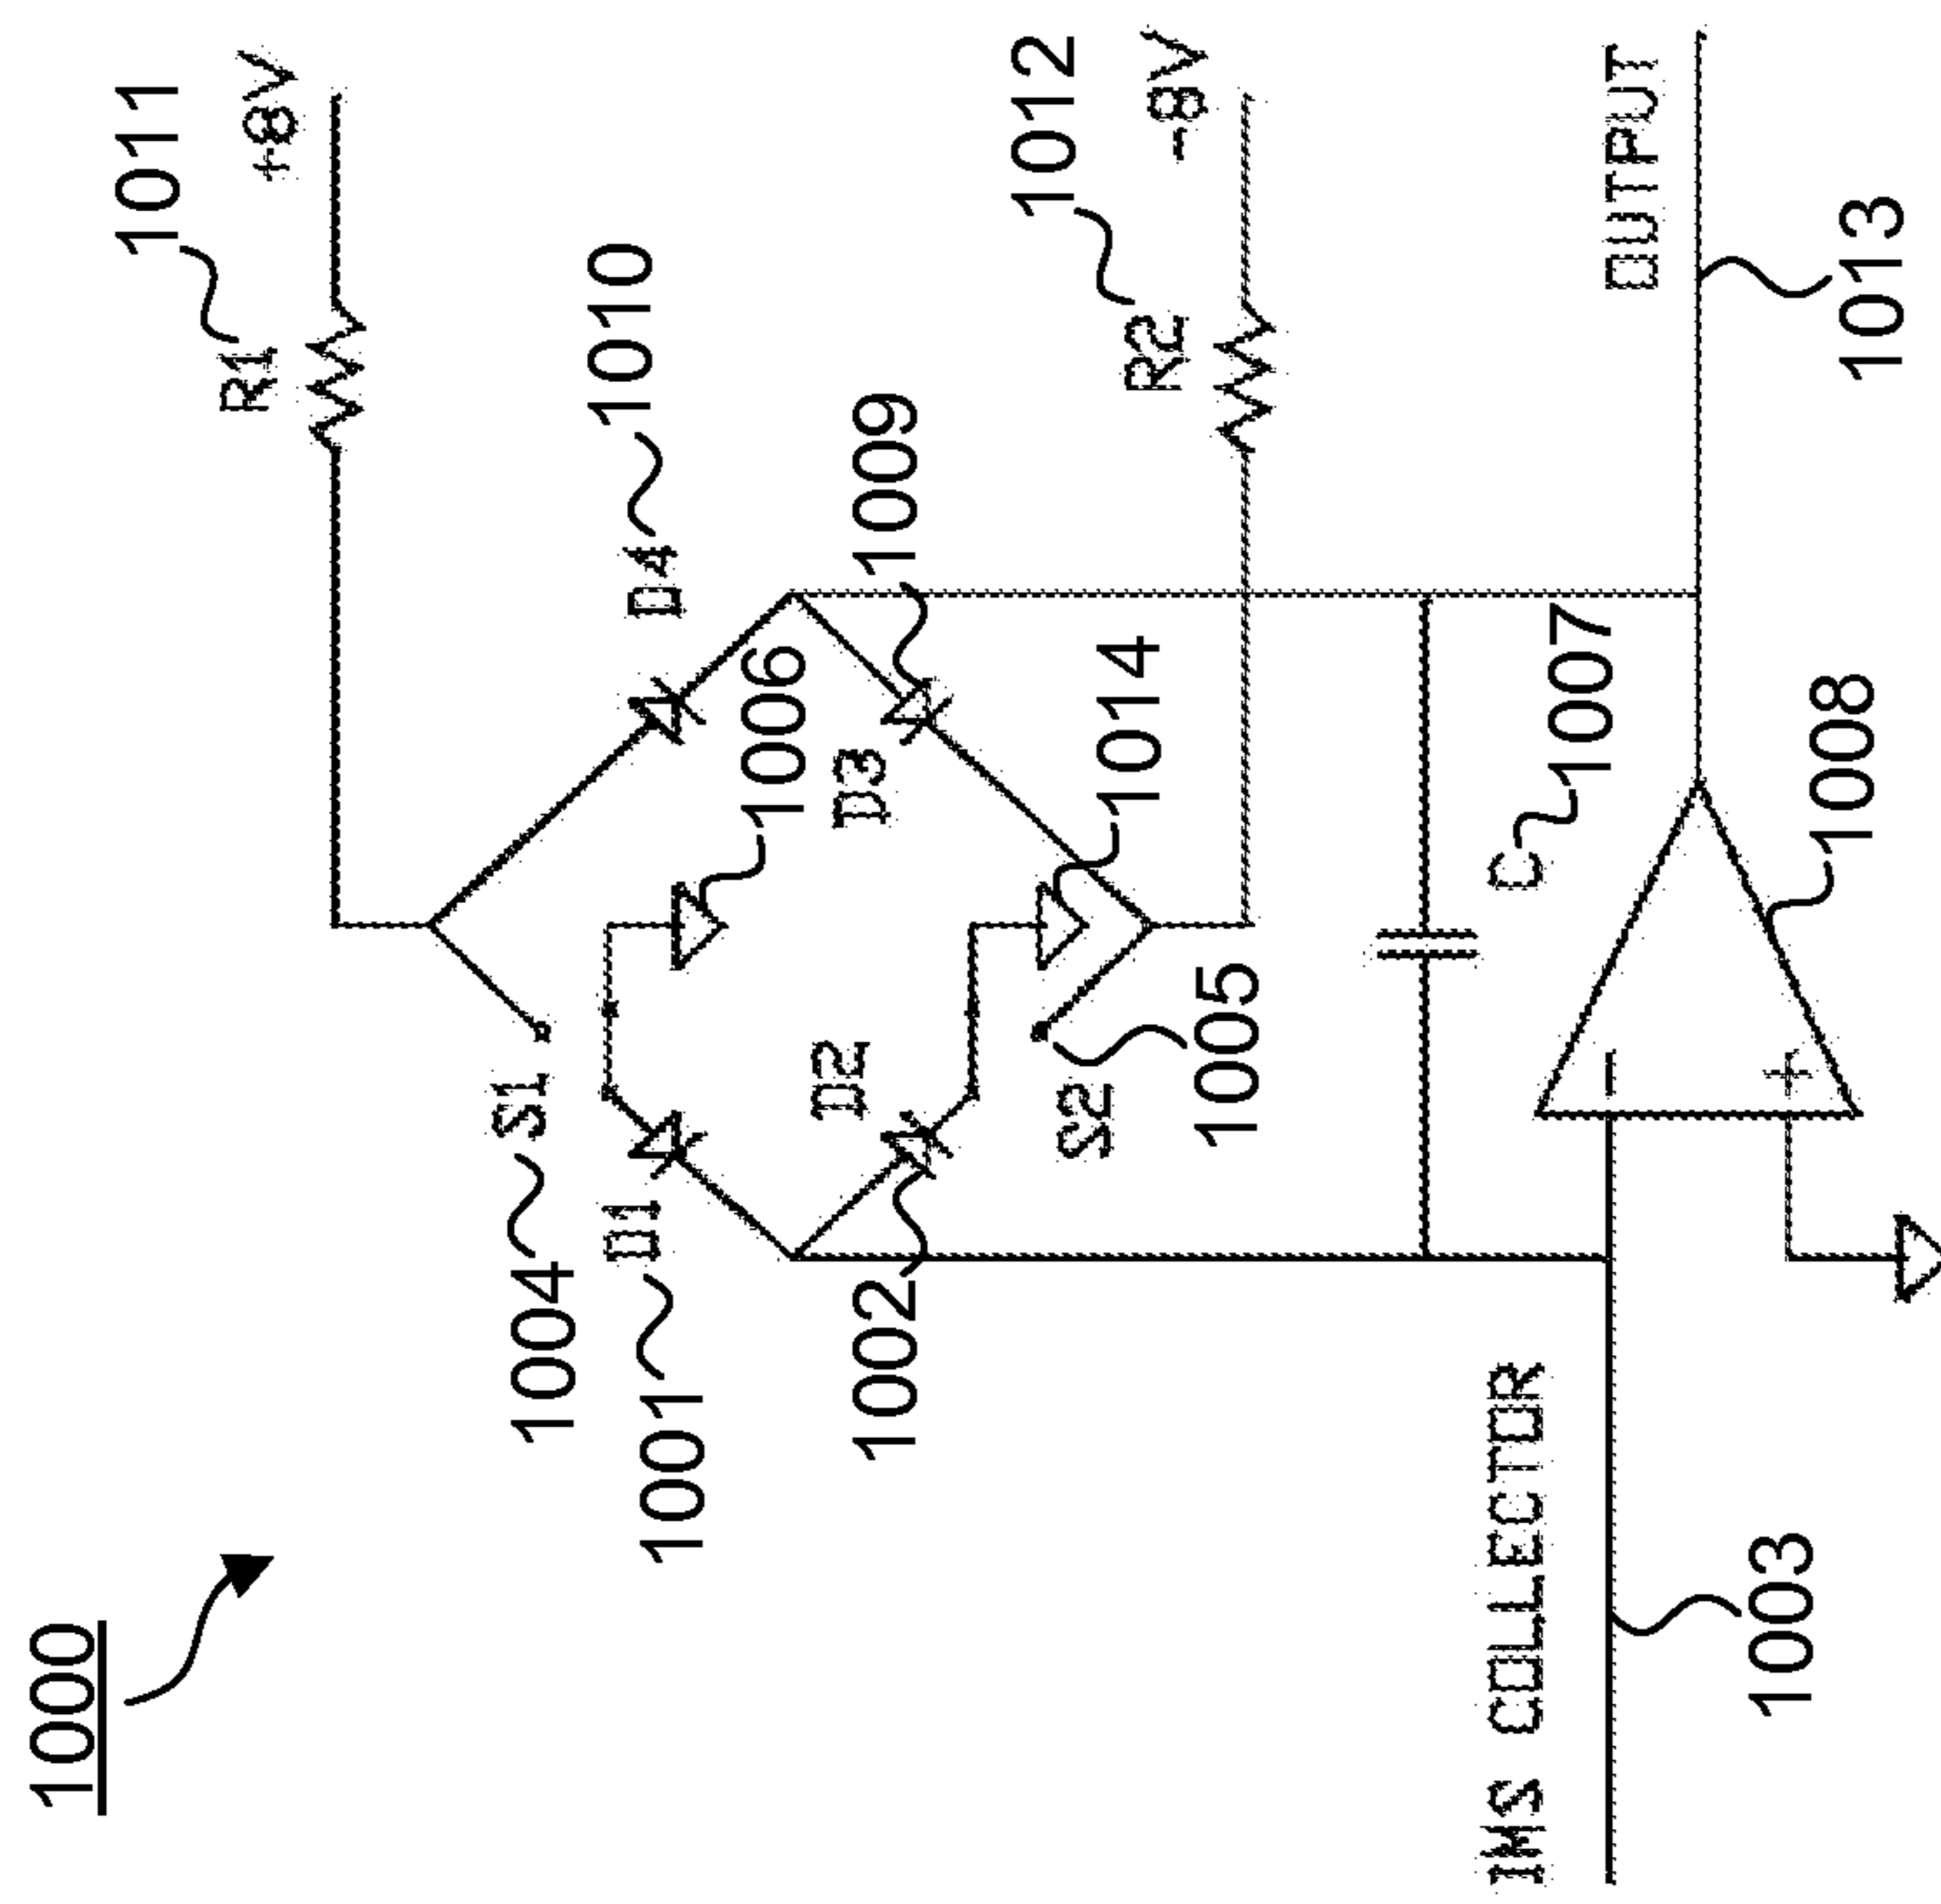 1000
1011
+8V
R1
S1
1004
1010
D1
D4
1001
1006
D2
D3
1002
1009
1012
S2
1014
R2
-8V
1005
IMS COLLECTOR
C
1007
OUTPUT
-
+
1003
1008
1013